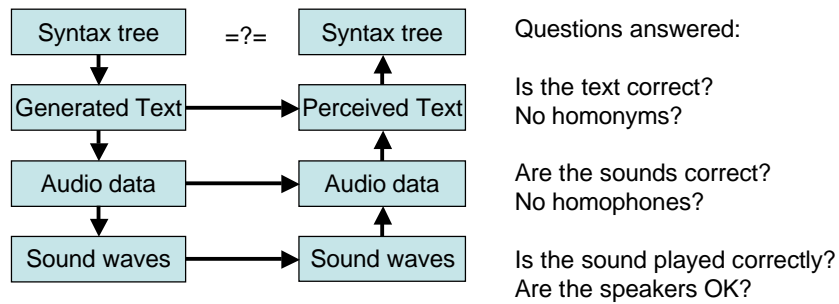 Syntax tree =?= Syntax tree Questions answered:
Generated Text Perceived Text Is the text correct?
No homonyms?
Audio data Audio data Are the sounds correct?
No homophones?
Sound waves Sound waves Is the sound played correctly?
Are the speakers OK?